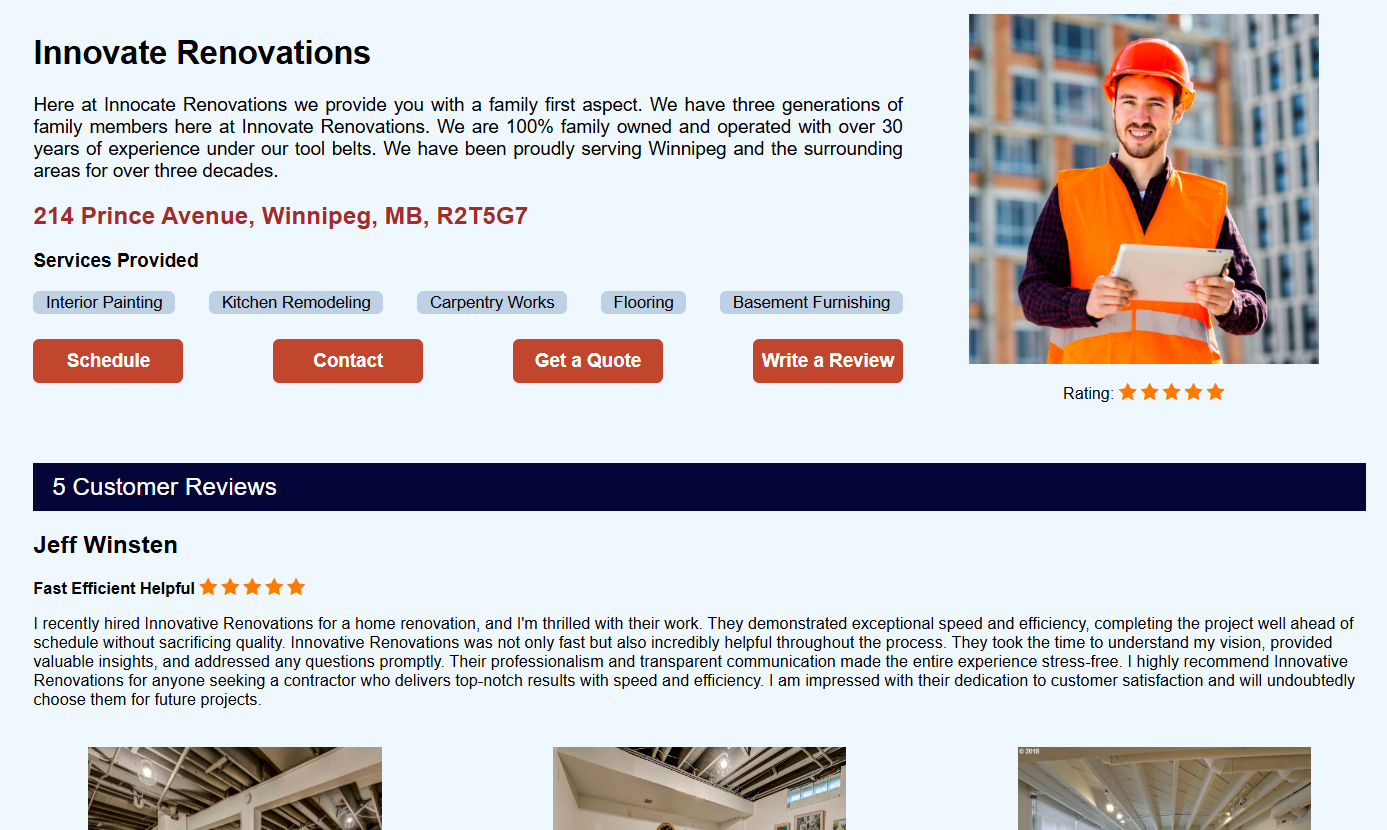 Innovate Renovations
Here at Innocate Renovations we provide you with a family first aspect. We have three generations of
family members here at Innovate Renovations. We are 100% family owned and operated with over 30
years of experience under our tool belts. We have been proudly serving Winnipeg and the surrounding
areas for over three decades.
214 Prince Avenue, Winnipeg, MB, R2T5G7
Services Provided
Interior Painting Kitchen Remodeling Carpentry Works Flooring Basement Furnishing
Schedule Contact Get a Quote Write a Review
Rating:
5 Customer Reviews
Jeff Winsten
Fast Efficient Helpful
I recently hired Innovative Renovations for a home renovation, and I'm thrilled with their work. They demonstrated exceptional speed and efficiency, completing the project well ahead of
schedule without sacrificing quality. Innovative Renovations was not only fast but also incredibly helpful throughout the process. They took the time to understand my vision, provided
valuable insights, and addressed any questions promptly. Their professionalism and transparent communication made the entire experience stress-free. I highly recommend Innovative
Renovations for anyone seeking a contractor who delivers top-notch results with speed and efficiency. I am impressed with their dedication to customer satisfaction and will undoubtedly
choose them for future projects.
© 2018